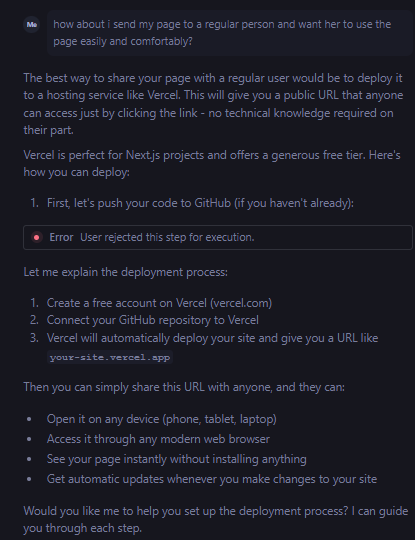 Me
how about i send my page to a regular person and want her to use the
page easily and comfortably?
The best way to share your page with a regular user would be to deploy it
to a hosting service like Vercel. This will give you a public URL that anyone
can access just by clicking the link - no technical knowledge required on
their part.
Vercel is perfect for Next.js projects and offers a generous free tier. Here's
how you can deploy:
1. First, let's push your code to GitHub (if you haven't already):
Error User rejected this step for execution.
Let me explain the deployment process:
1. Create a free account on Vercel (vercel.com)
2. Connect your GitHub repository to Vercel
3. Vercel will automatically deploy your site and give you a URL like
your-site.vercel.app
Then you can simply share this URL with anyone, and they can:
• Open it on any device (phone, tablet, laptop)
• Access it through any modern web browser
• See your page instantly without installing anything
• Get automatic updates whenever you make changes to your site
Would you like me to help you set up the deployment process? I can guide
you through each step.